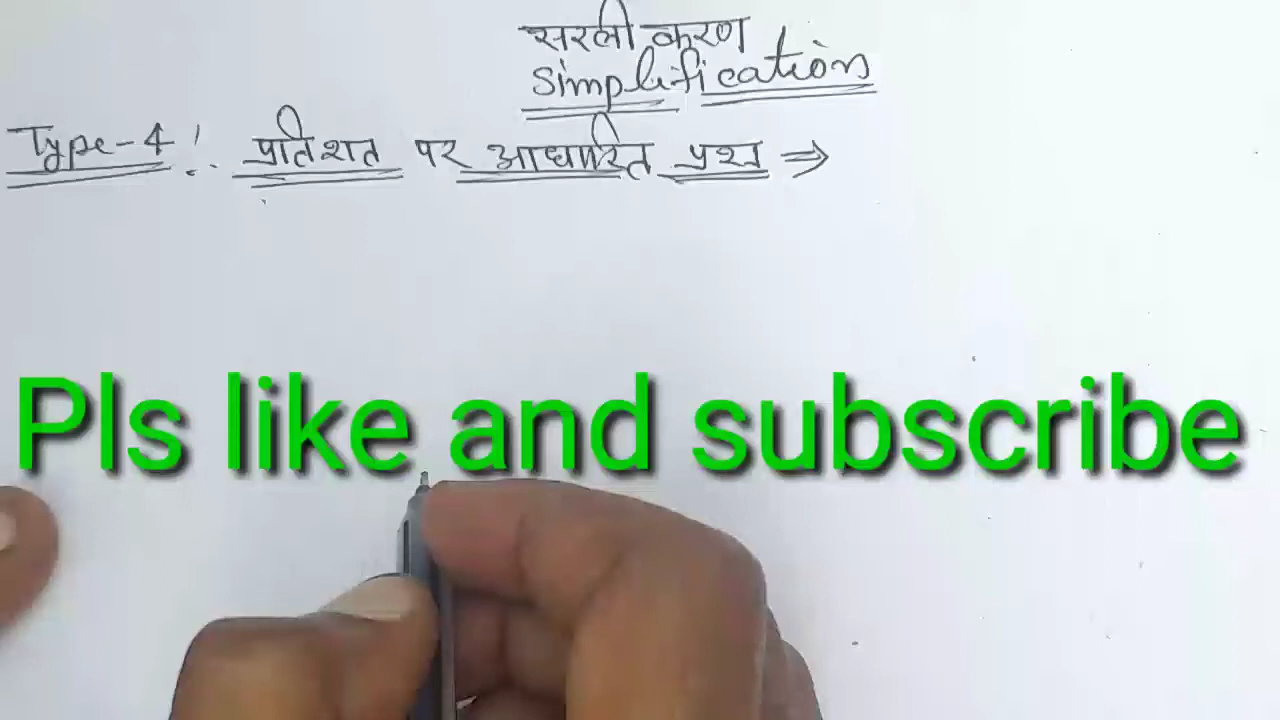 सरलीकरण
Simplification
Type-4 :. प्रतिशत पर आधारित प्रश्न ⇒
Pls like and subscribe